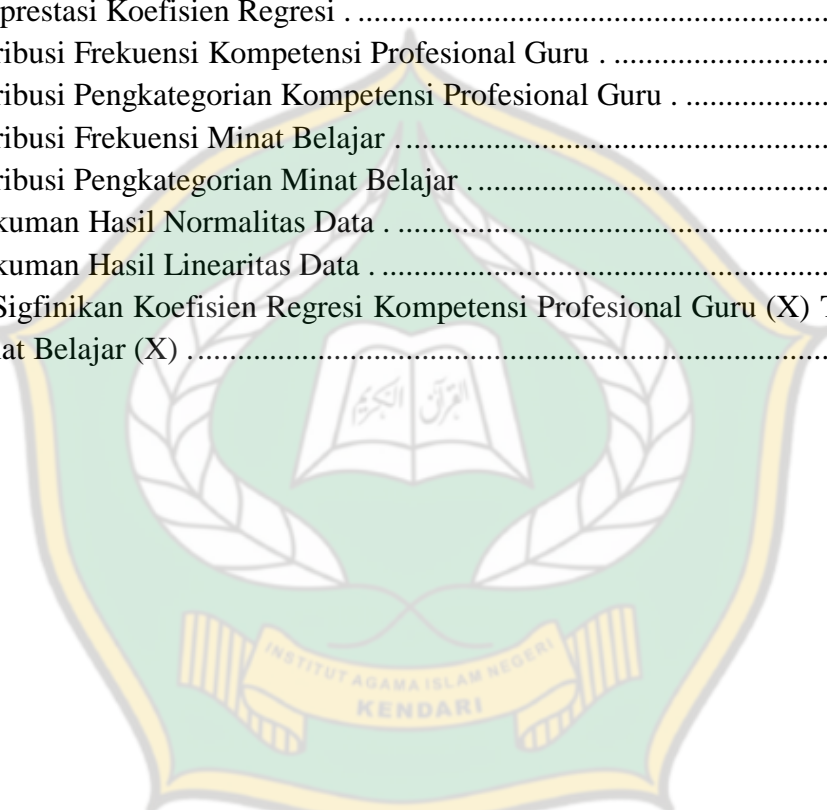 prestasi Koefisien Regresi . ........................................................................
ribusi Frekuensi Kompetensi Profesional Guru . ...................................
ribusi Pengkategorian Kompetensi Profesional Guru . .......................
ribusi Frekuensi Minat Belajar . ..................................................................
ribusi Pengkategorian Minat Belajar . .......................................................
kuman Hasil Normalitas Data . ...................................................................
kuman Hasil Linearitas Data . .....................................................................
Sigfinikan Koefisien Regresi Kompetensi Profesional Guru (X) T
at Belajar (X) . ............................................................................................
القرآن الكريم
INSTITUT AGAMA ISLAM NEGERI
KENDARI